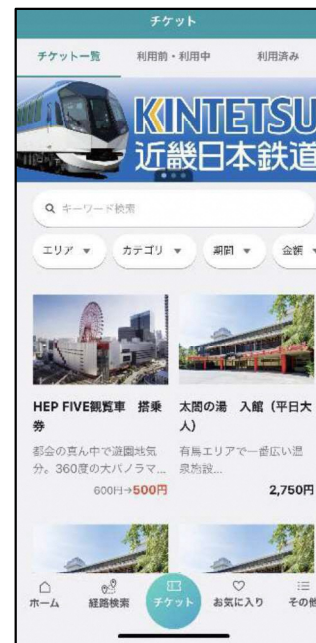 チケット
チケット一覧 利用前・利用中 利用済み
KINTETSU
近畿日本鉄道
キーワード検索
エリア ▼ カテゴリ ▼ 期間 ▼ 金額
HEP FIVE観覧車 搭乗
券
都会の真ん中で遊園地気
分。360度の大パノラマ...
600円→500円
太閤の湯 入館（平日大
人）
有馬エリアで一番広い温
泉施設...
2,750円
ホーム 経路検索 チケット お気に入り その他